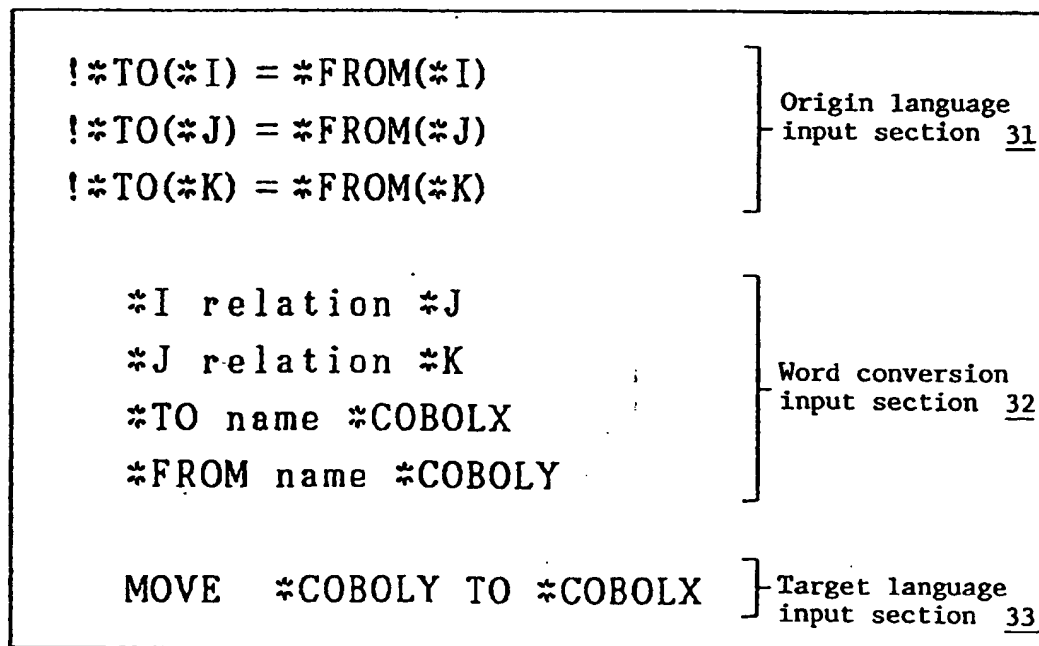 !*TO(*I) = *FROM(*I)
!*TO(*J) = *FROM(*J)
!*TO(*K) = *FROM(*K)
Origin language
input section 31
*I relation *J
*J relation *K
*TO name *COBOLX
*FROM name *COBOLY
Word conversion
input section 32
MOVE *COBOLY TO *COBOLX
Target language
input section 33